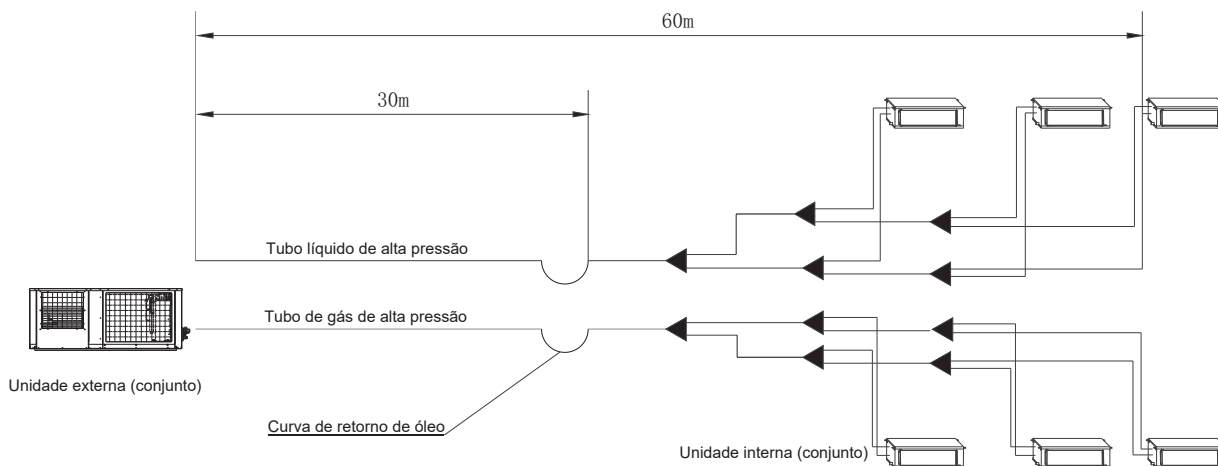 60m
30m
Tubo líquido de alta pressão
Tubo de gás de alta pressão
Unidade externa (conjunto)
Curva de retorno de óleo
Unidade interna (conjunto)